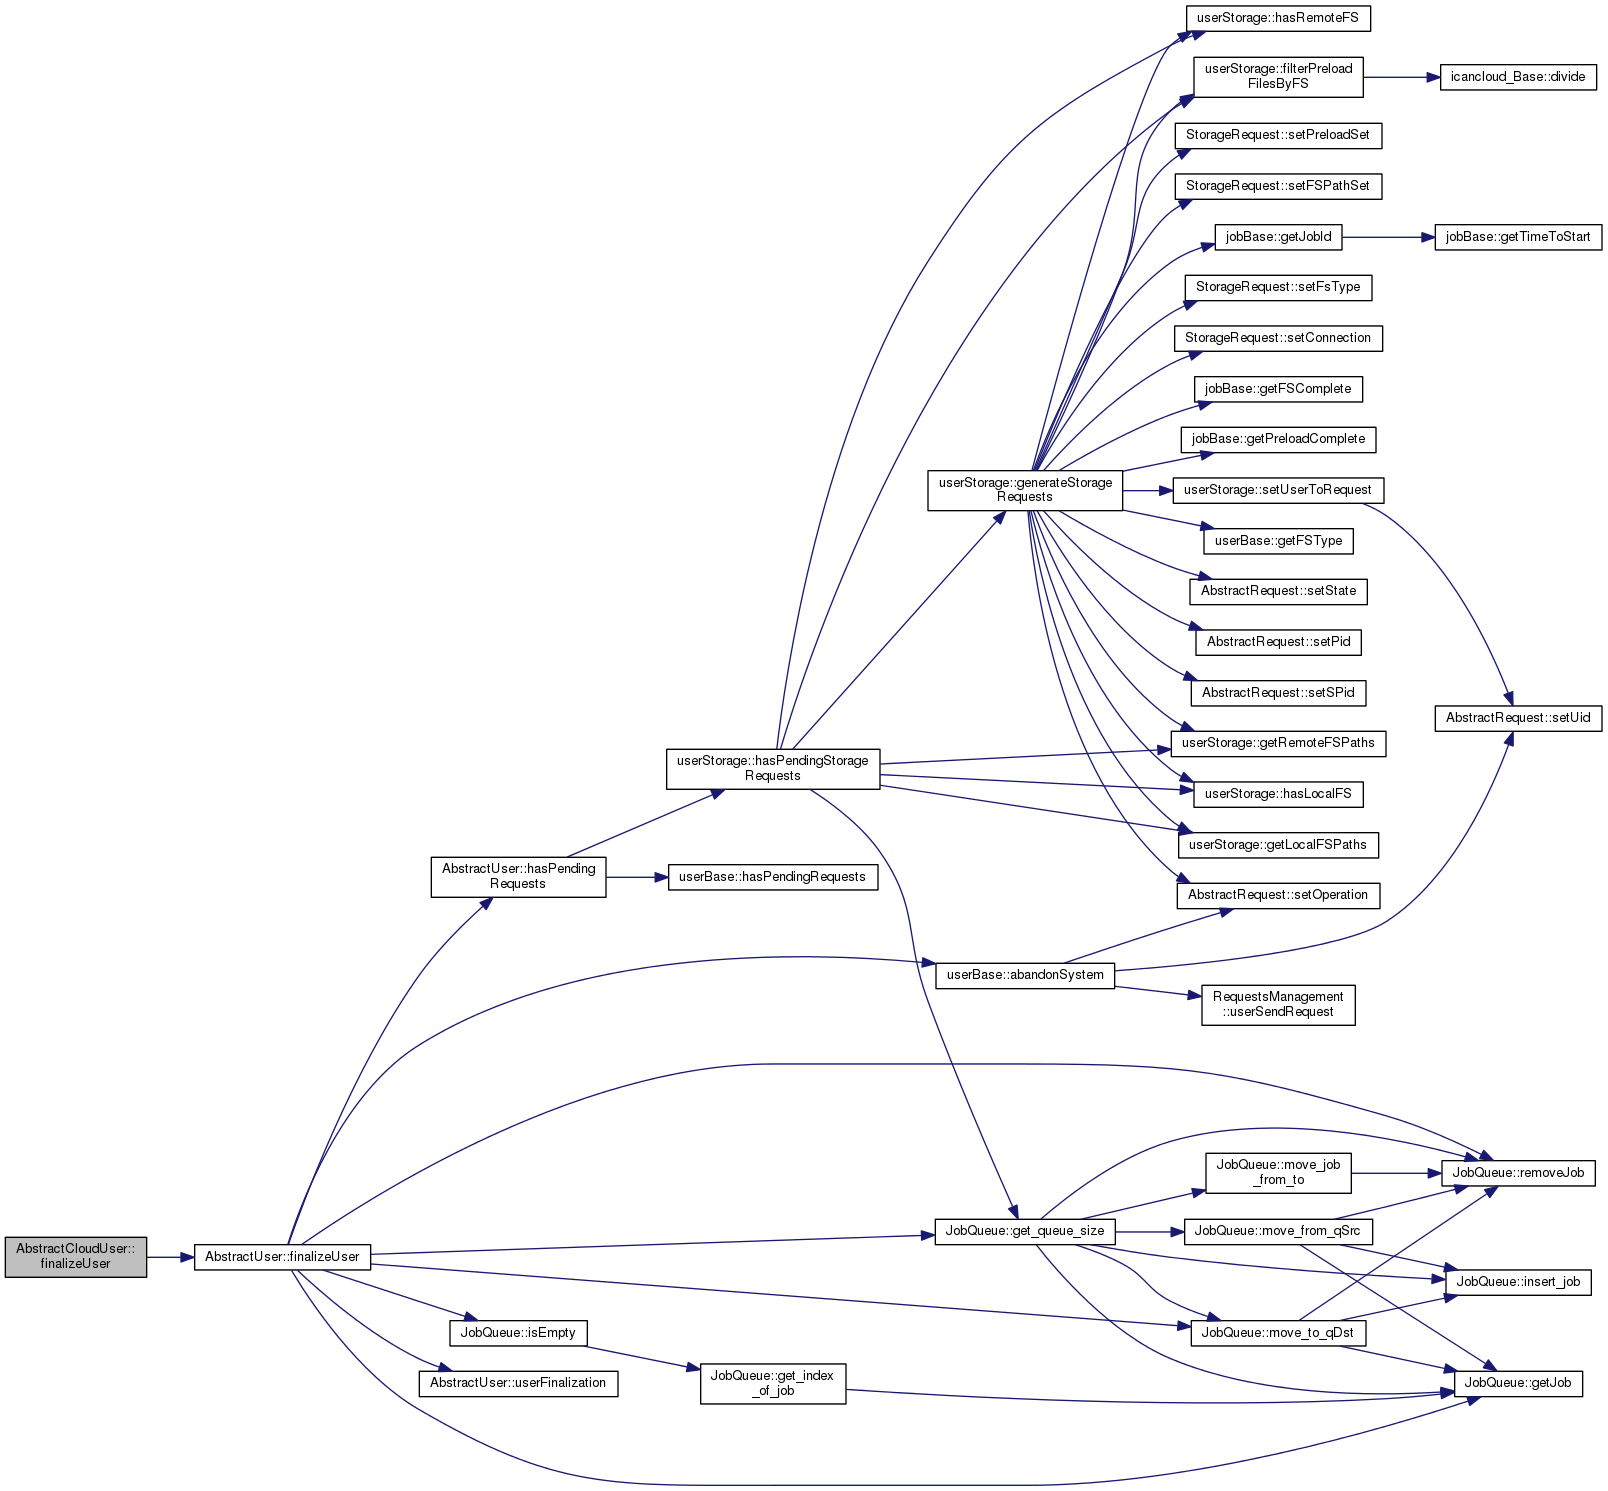 userStorage::hasRemoteFS
userStorage::filterPreload
FilesByFS
icancloud_Base::divide
StorageRequest::setPreloadSet
StorageRequest::setFSPathSet
jobBase::getJobId
jobBase::getTimeToStart
StorageRequest::setFsType
StorageRequest::setConnection
jobBase::getFSComplete
jobBase::getPreloadComplete
userStorage::generateStorage
Requests
userStorage::setUserToRequest
userBase::getFSType
AbstractRequest::setState
AbstractRequest::setPid
AbstractRequest::setSPid
AbstractRequest::setUid
userStorage::getRemoteFSPaths
userStorage::hasPendingStorage
Requests
userStorage::hasLocalFS
userStorage::getLocalFSPaths
AbstractUser::hasPending
Requests
userBase::hasPendingRequests
AbstractRequest::setOperation
userBase::abandonSystem
RequestsManagement
::userSendRequest
JobQueue::move_job
_from_to
JobQueue::removeJob
JobQueue::get_queue_size
JobQueue::move_from_qSrc
AbstractCloudUser::
finalizeUser
AbstractUser::finalizeUser
JobQueue::insert_job
JobQueue::isEmpty
JobQueue::move_to_qDst
AbstractUser::userFinalization
JobQueue::get_index
_of_job
JobQueue::getJob